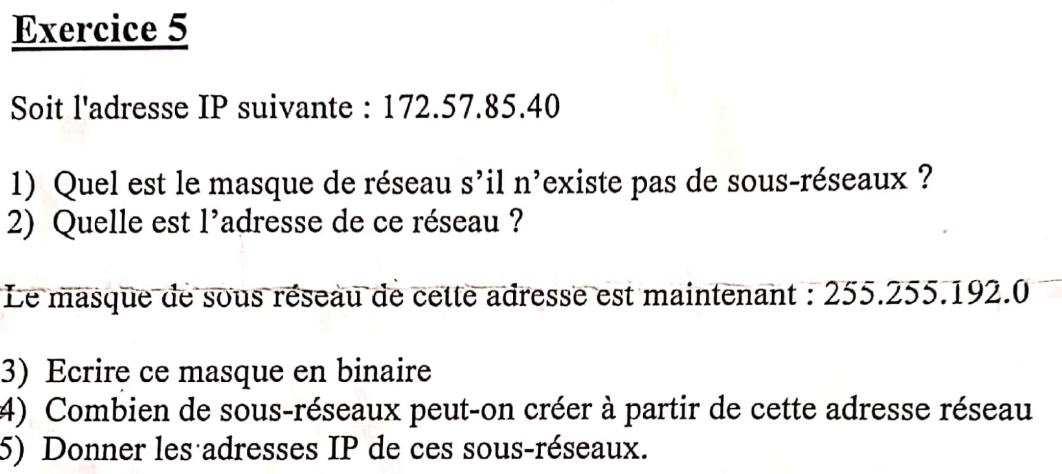 Exercice 5
Soit l'adresse IP suivante : 172.57.85.40
1) Quel est le masque de réseau s’il n’existe pas de sous-réseaux ?
2) Quelle est l’adresse de ce réseau ?
Le masque de sous réseau de cette adresse est maintenant : 255.255.192.0
3) Ecrire ce masque en binaire
4) Combien de sous-réseaux peut-on créer à partir de cette adresse réseau
5) Donner les adresses IP de ces sous-réseaux.